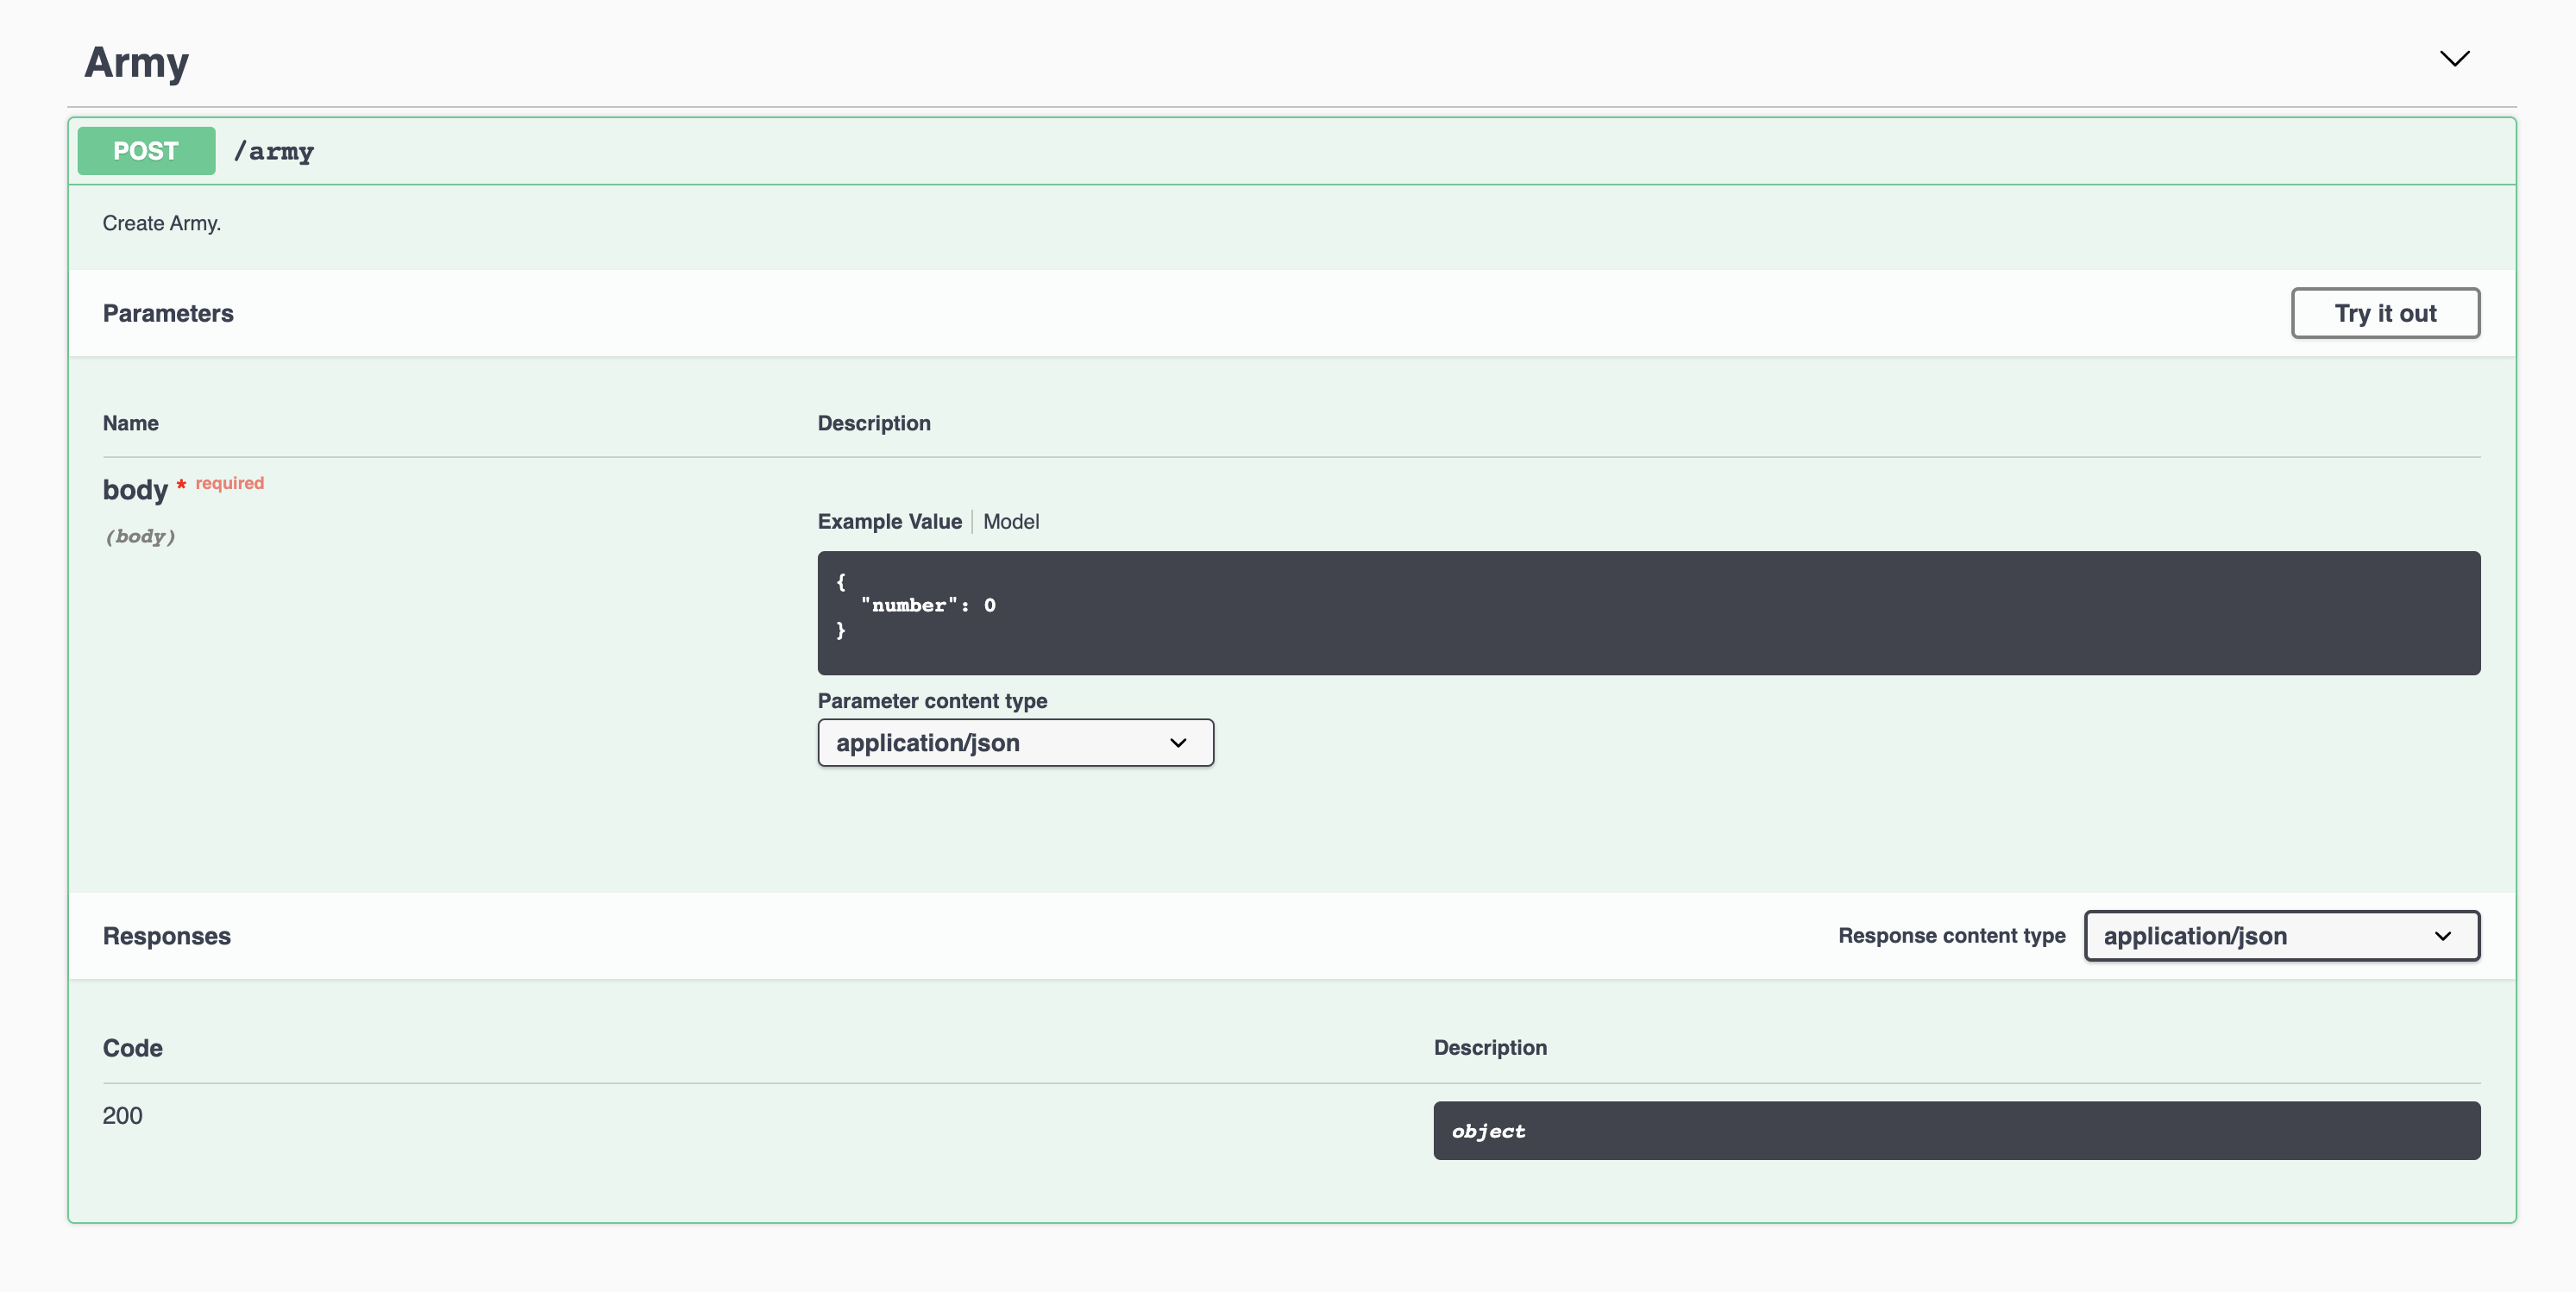 Army
POST /army
Create Army.
Parameters Try it out
Name Description
body * required
(body)
Example Value Model
{
  "number": 0
}
Parameter content type
application/json
Responses Response content type application/json
Code Description
200 object